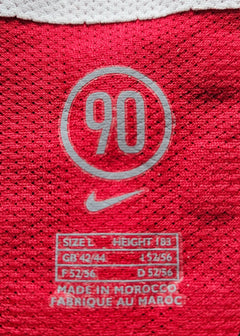 90
SIZE L HEIGHT 183
GB 42/44 I 52/56
F 52/56 D 52/56
MADE IN MOROCCO
FABRIQUE AU MAROC